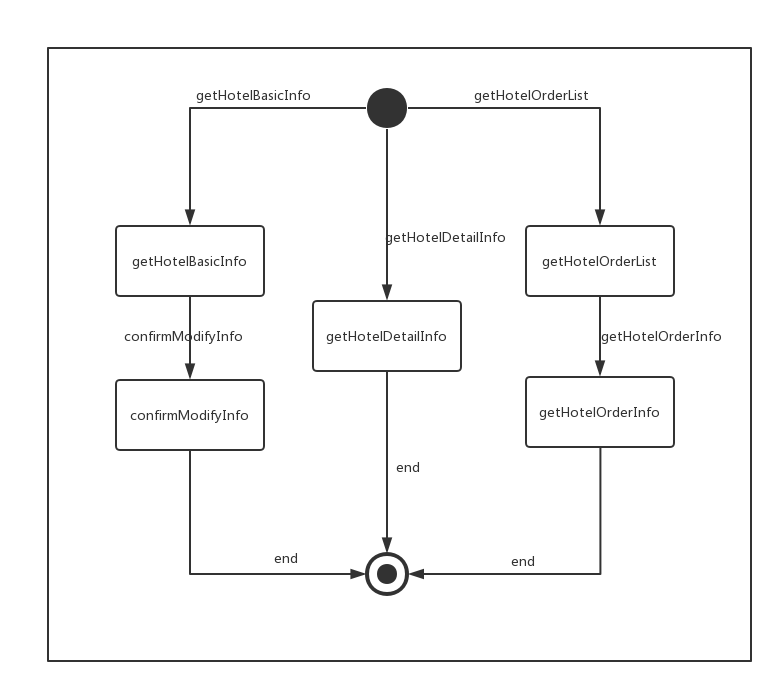 getHotelBasicInfo
getHotelOrderList
getHotelDetailInfo
getHotelBasicInfo
getHotelOrderList
confirmModifyInfo
getHotelDetailInfo
getHotelOrderInfo
confirmModifyInfo
getHotelOrderInfo
end
end
end